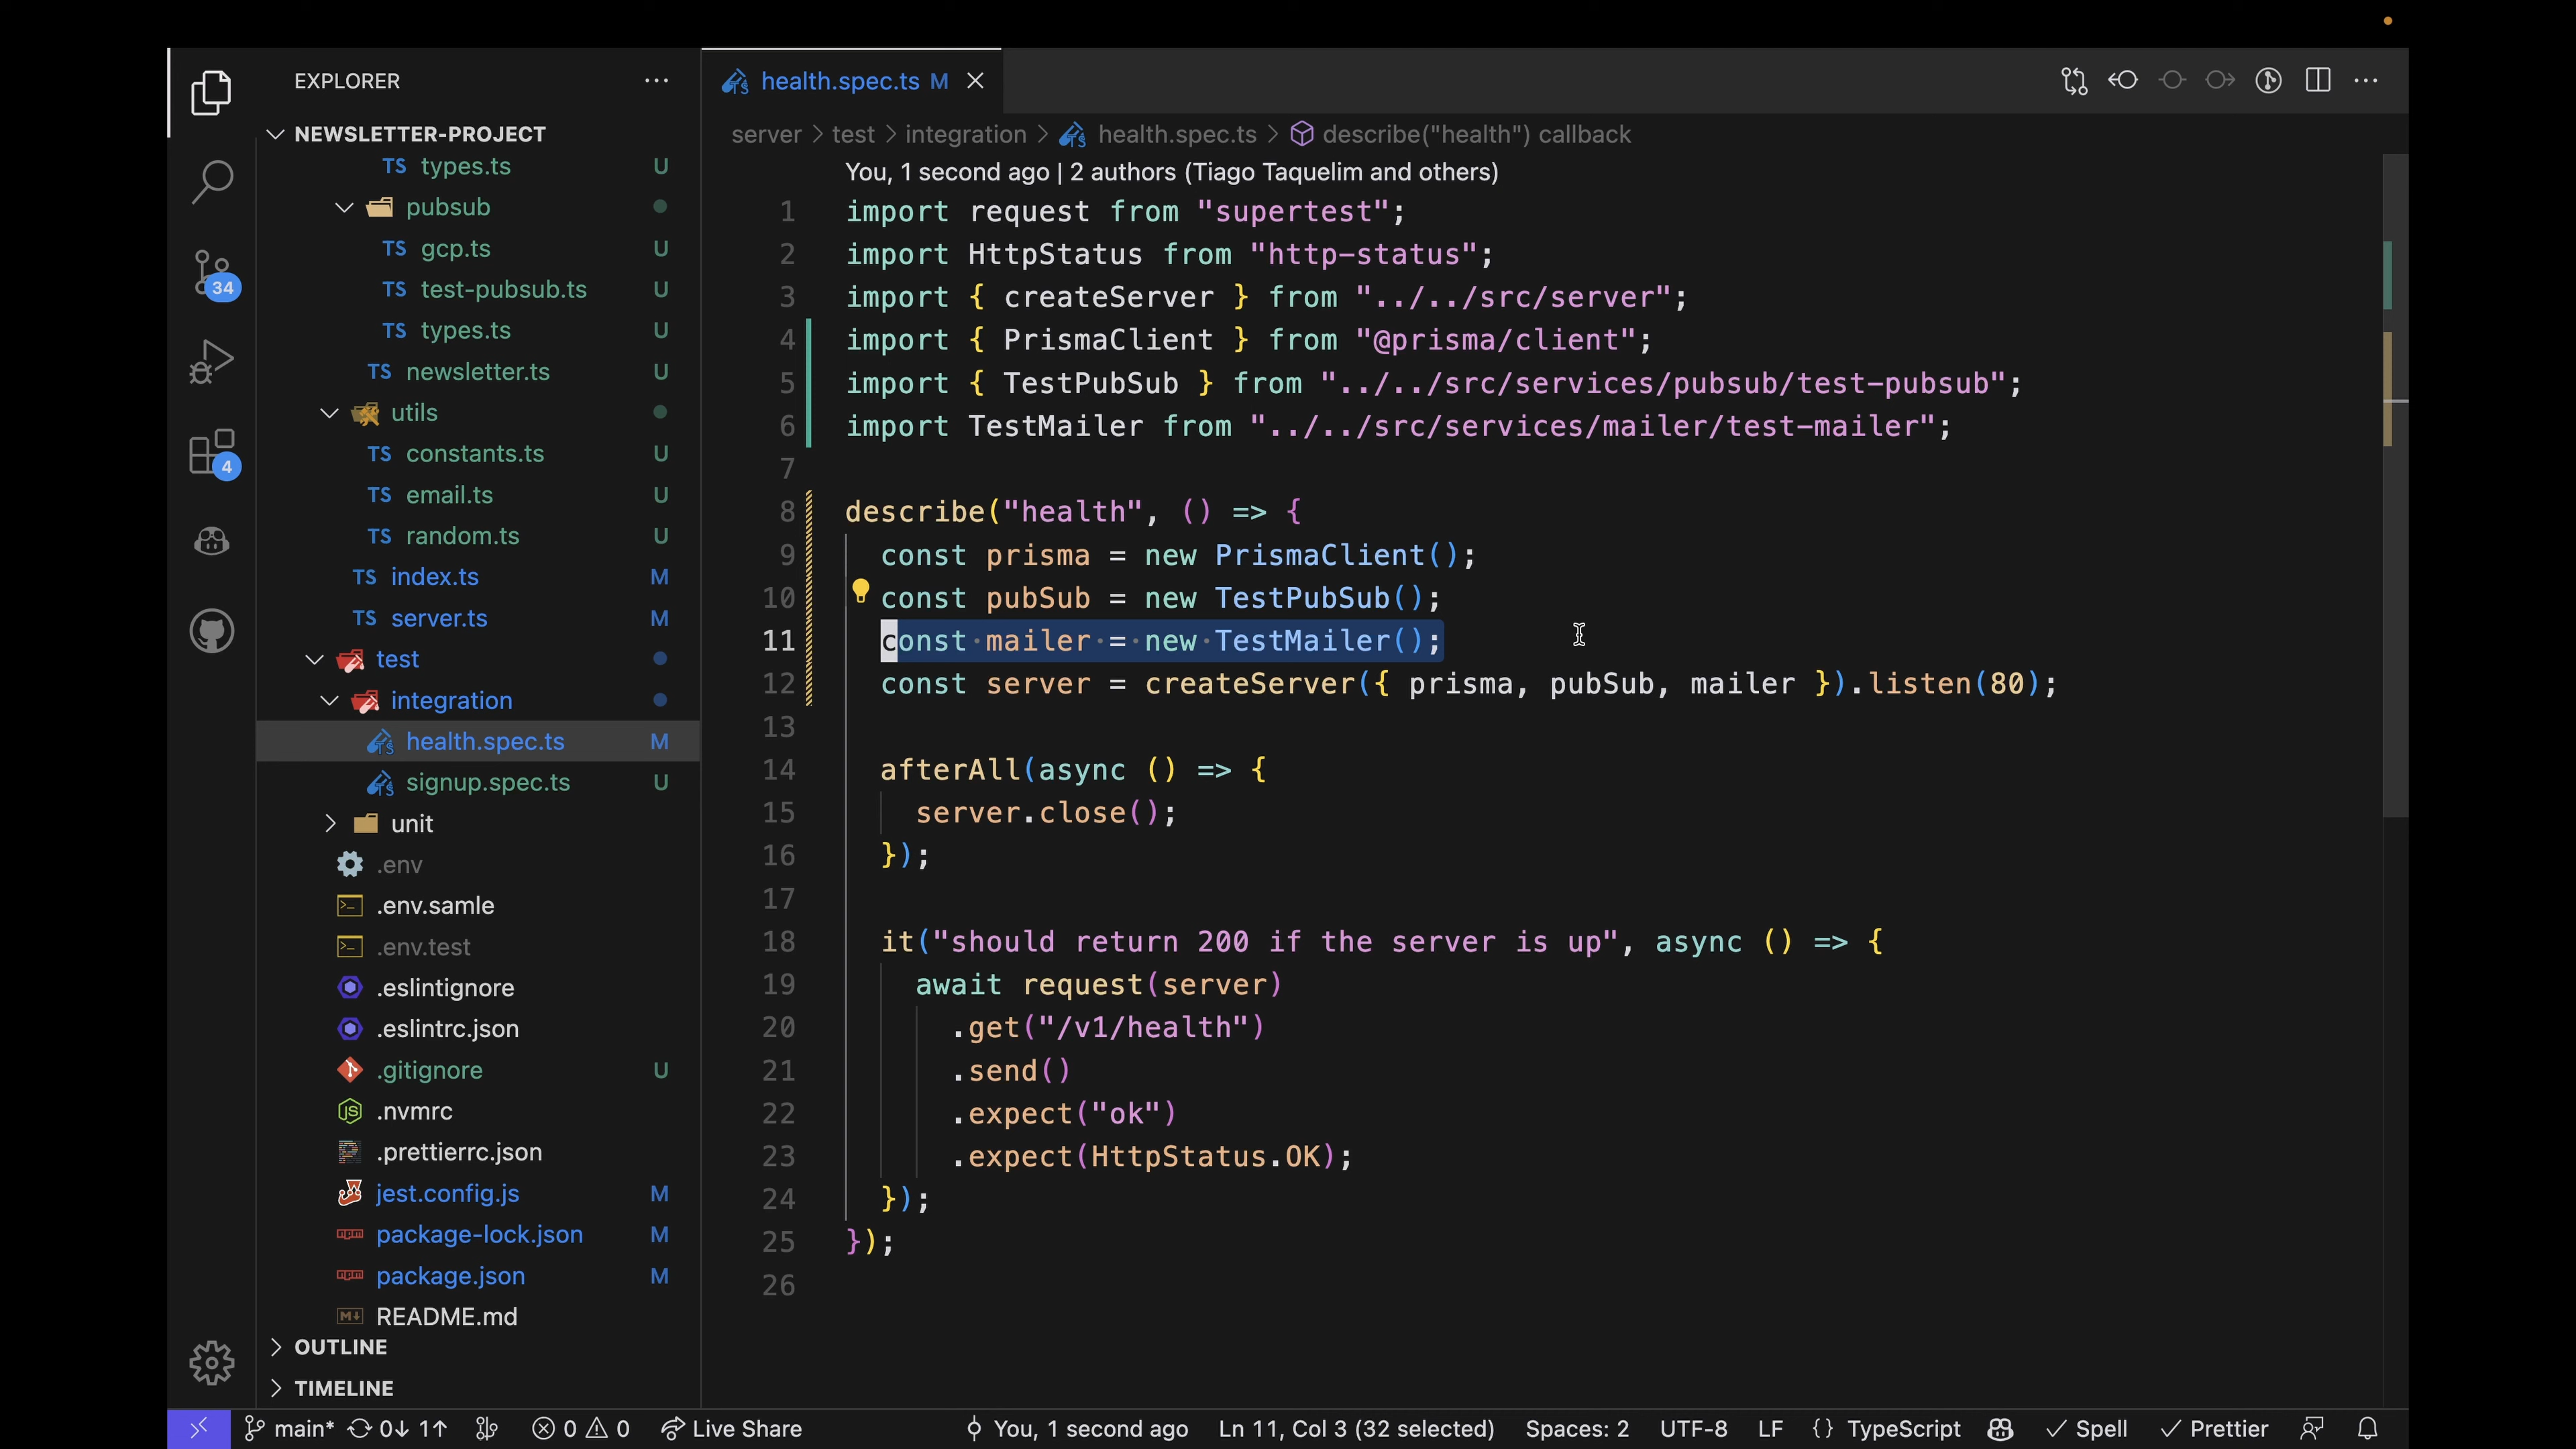 EXPLORER
NEWSLETTER-PROJECT
TS types.ts U
pubsub
TS gcp.ts U
TS test-pubsub.ts U
TS types.ts U
TS newsletter.ts U
utils
TS constants.ts U
TS email.ts U
TS random.ts U
TS index.ts M
TS server.ts M
test
integration
health.spec.ts M
signup.spec.ts U
unit
.env
.env.samle
.env.test
.eslintignore
.eslintrc.json
.gitignore U
.nvmrc
.prettierrc.json
jest.config.js M
package-lock.json M
package.json M
README.md
OUTLINE
TIMELINE
34
4
health.spec.ts M
server > test > integration > health.spec.ts > describe("health") callback
You, 1 second ago | 2 authors (Tiago Taquelim and others)
1 import request from "supertest";
2 import HttpStatus from "http-status";
3 import { createServer } from "../../src/server";
4 import { PrismaClient } from "@prisma/client";
5 import { TestPubSub } from "../../src/services/pubsub/test-pubsub";
6 import TestMailer from "../../src/services/mailer/test-mailer";
7
8 describe("health", () => {
9 const prisma = new PrismaClient();
10 const pubSub = new TestPubSub();
11 const mailer = new TestMailer();
12 const server = createServer({ prisma, pubSub, mailer }).listen(80);
13
14 afterAll(async () => {
15 server.close();
16 });
17
18 it("should return 200 if the server is up", async () => {
19 await request(server)
20 .get("/v1/health")
21 .send()
22 .expect("ok")
23 .expect(HttpStatus.OK);
24 });
25 });
26
main* 0↓ 1↑ 0 0 Live Share You, 1 second ago Ln 11, Col 3 (32 selected) Spaces: 2 UTF-8 LF {} TypeScript Spell Prettier